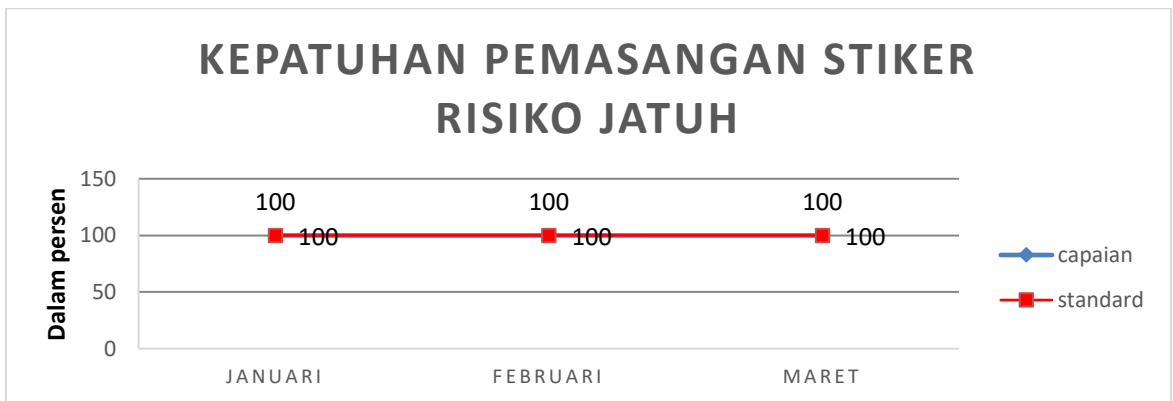 KEPATUHAN PEMASANGAN STIKER
RISIKO JATUH
Dalam persen
150
100
50
0
100 100 100
100 100 100
JANUARI FEBRUARI MARET
capaian
standard